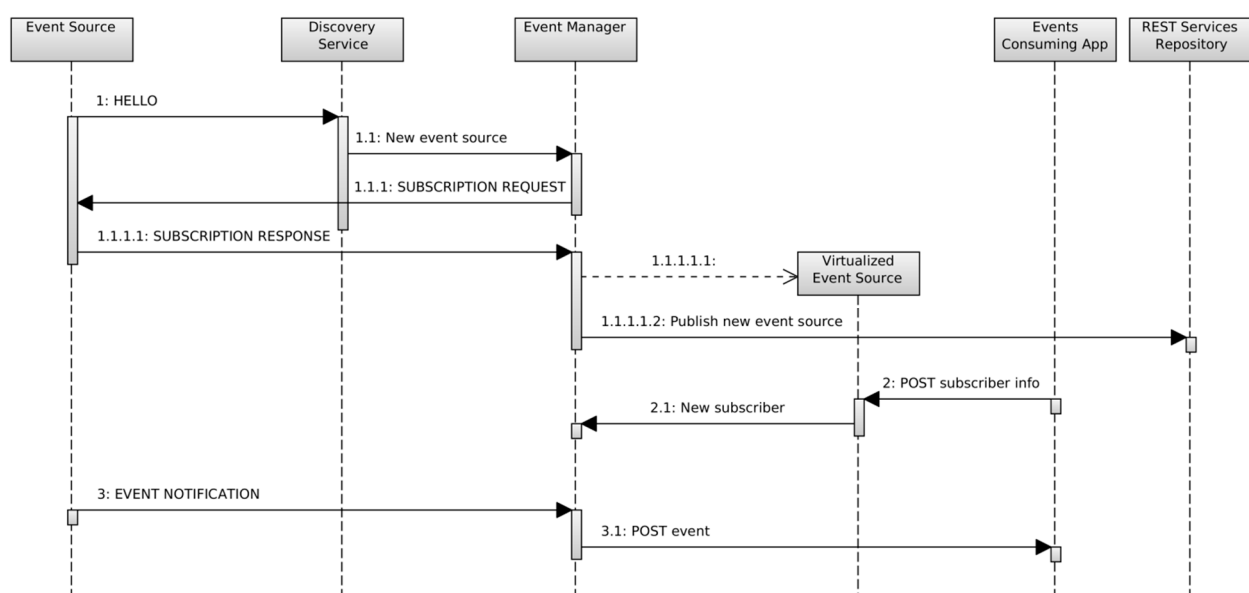 Event Source
Discovery
Service
Event Manager
Events
Consuming App
REST Services
Repository
1: HELLO
1.1: New event source
1.1.1: SUBSCRIPTION REQUEST
1.1.1.1: SUBSCRIPTION RESPONSE
1.1.1.1.1:
Virtualized
Event Source
1.1.1.1.2: Publish new event source
2: POST subscriber info
2.1: New subscriber
3: EVENT NOTIFICATION
3.1: POST event